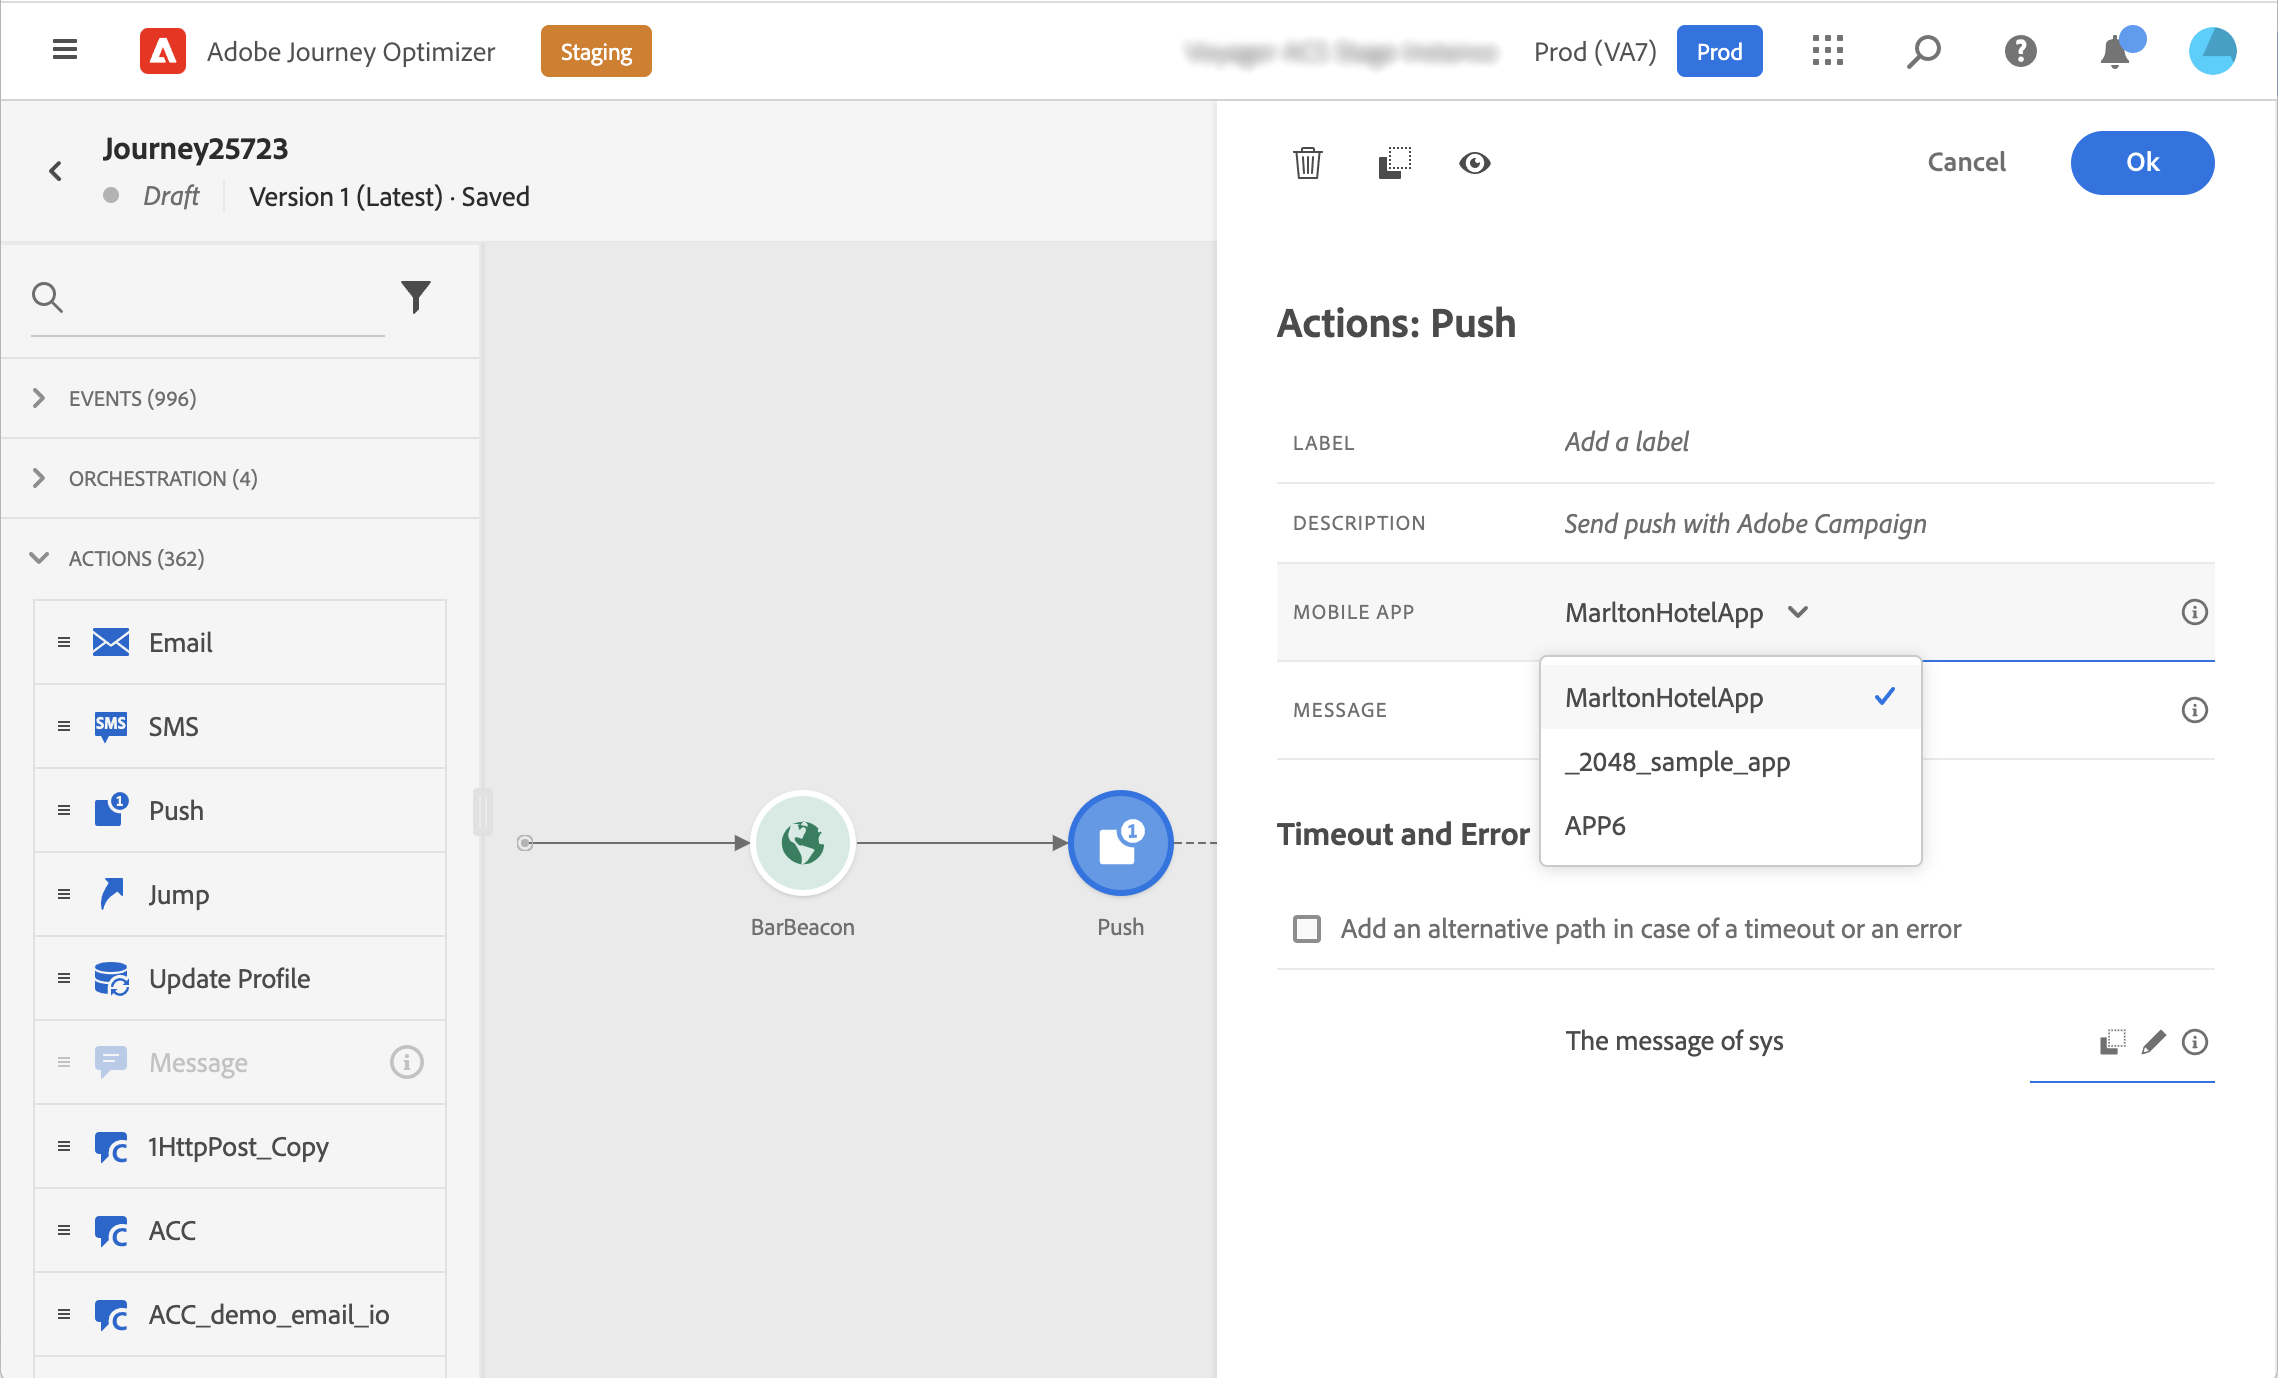 Adobe Journey Optimizer
Staging
Prod (VA7)
Prod
Journey25723
Draft
Version 1 (Latest) · Saved
Cancel
Ok
EVENTS (996)
ORCHESTRATION (4)
ACTIONS (362)
Email
SMS
SMS
1
Push
Jump
Update Profile
Message
1HttpPost_Copy
ACC
ACC_demo_email_io
BarBeacon
1
Push
Actions: Push
LABEL
Add a label
DESCRIPTION
Send push with Adobe Campaign
MOBILE APP
MarltonHotelApp
MESSAGE
MarltonHotelApp
_2048_sample_app
APP6
Timeout and Error
Add an alternative path in case of a timeout or an error
The message of sys